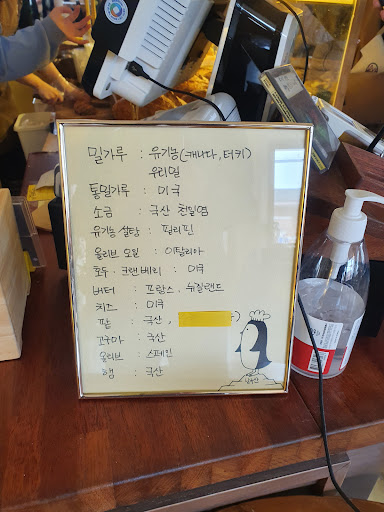 밀가루 : 유기농(캐나다, 터키)
우리밀
통밀가루 : 미국
소금 : 국산 천일염
유기농 설탕 : 필리핀
올리브 오일 : 이탈리아
호두 · 크랜베리 : 미국
버터 : 프랑스, 뉴질랜드
치즈 : 미국
팥 : 국산,
고구마 : 국산
올리브 : 스페인
햄 : 국산